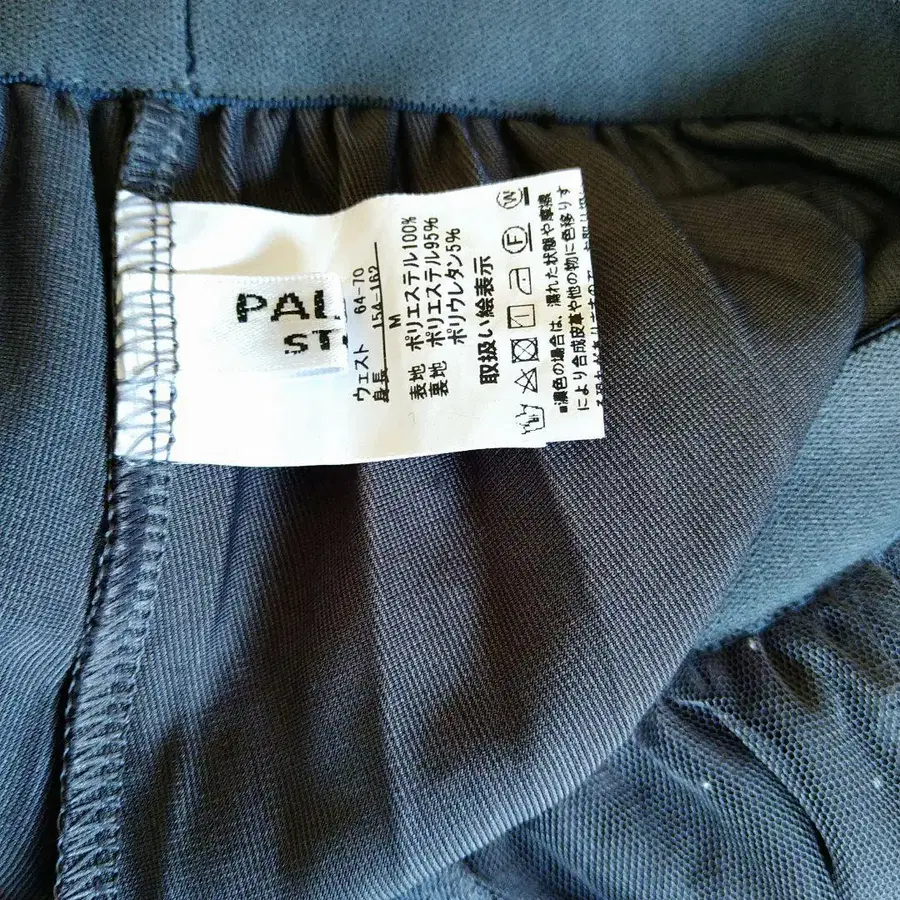 PAL
ST
ウェスト 64-70
身長 154-162
M
表地 ポリエステル100%
裏地 ポリエステル95%
ポリウレタン5%
取扱い絵表示
F
W
■濃色の場合は、濡れた状態や摩擦
により合成皮革や他の物に色移りす